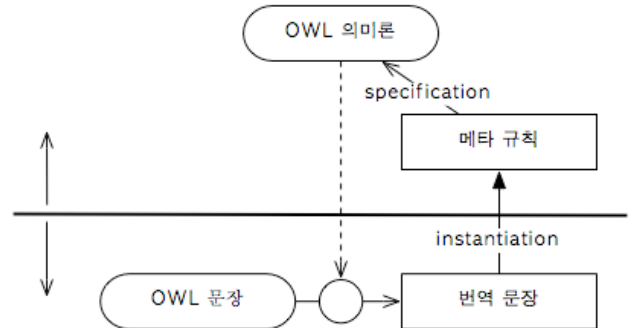 OWL 의미론
specification
메타 규칙
instantiation
OWL 문장
번역 문장